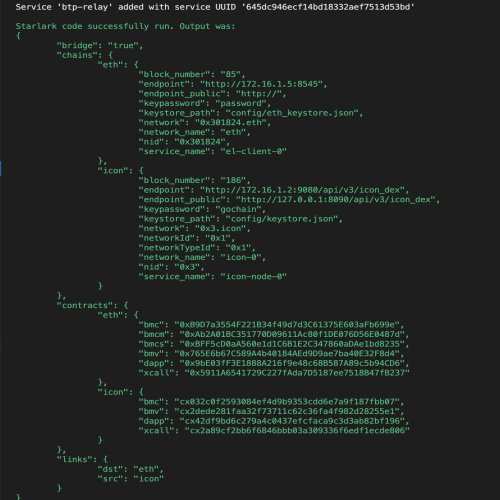 Service 'btp-relay' added with service UUID '645dc946ecf14bd18332aef7513d53bd'
Starlark code successfully run. Output was:
{
"bridge": "true",
"chains": {
"eth": {
"block_number": "85",
"endpoint": "http://172.16.1.5:8545",
"endpoint_public": "http://",
"keypassword": "password",
"keystore_path": "config/eth_keystore.json",
"network": "0x301824.eth",
"network_name": "eth",
"nid": "0x301824",
"service_name": "el-client-0"
},
"icon": {
"block_number": "186",
"endpoint": "http://172.16.1.2:9080/api/v3/icon_dex",
"endpoint_public": "http://127.0.0.1:8090/api/v3/icon_dex",
"keypassword": "gochain",
"keystore_path": "config/keystore.json",
"network": "0x3.icon",
"networkId": "0x1",
"networkTypeId": "0x1",
"network_name": "icon-0",
"nid": "0x3",
"service_name": "icon-node-0"
}
},
"contracts": {
"eth": {
"bmc": "0xB9D7a3554F221B34f49d7d3C61375E603aFb699e",
"bmcm": "0xAb2A01BC351770D09611Ac80f1DE076D56E0487d",
"bmcs": "0xBFF5cD0aA560e1d1C6B1E2C347860aDAe1bd8235",
"bmv": "0x765E6b67C589A4b40184AEd9D9ae7ba40E32F8d4",
"dapp": "0x9bE03fF3E1888A216f9e48c68B587A89c5b94CD6",
"xcall": "0x5911A6541729C227fAda7D5187ee7518B47fB237"
},
"icon": {
"bmc": "cx032c0f2593084ef4d9b9353cdd6e7a9f187fbb07",
"bmv": "cx2dede281faa32f73711c62c36fa4f982d28255e1",
"dapp": "cx42df9bd6c279a4c0437efcfaca9c3d3ab82bf196",
"xcall": "cx2a89cf2bb6f6846bbb03a309336f6edf1ecde806"
}
},
"links": {
"dst": "eth",
"src": "icon"
}
}